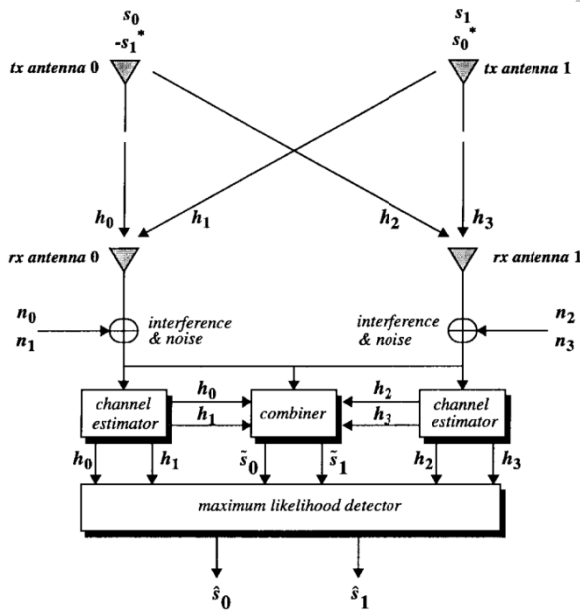 s0 s1
-s1* s0*
tx antenna 0 tx antenna 1
h0 h1 h2 h3
rx antenna 0 rx antenna 1
n0 interference interference n2
n1 & noise & noise n3
channel estimator h0 h1 combiner h2 h3 channel estimator
h0 h1 s̃0 s̃1 h2 h3
maximum likelihood detector
ŝ0 ŝ1